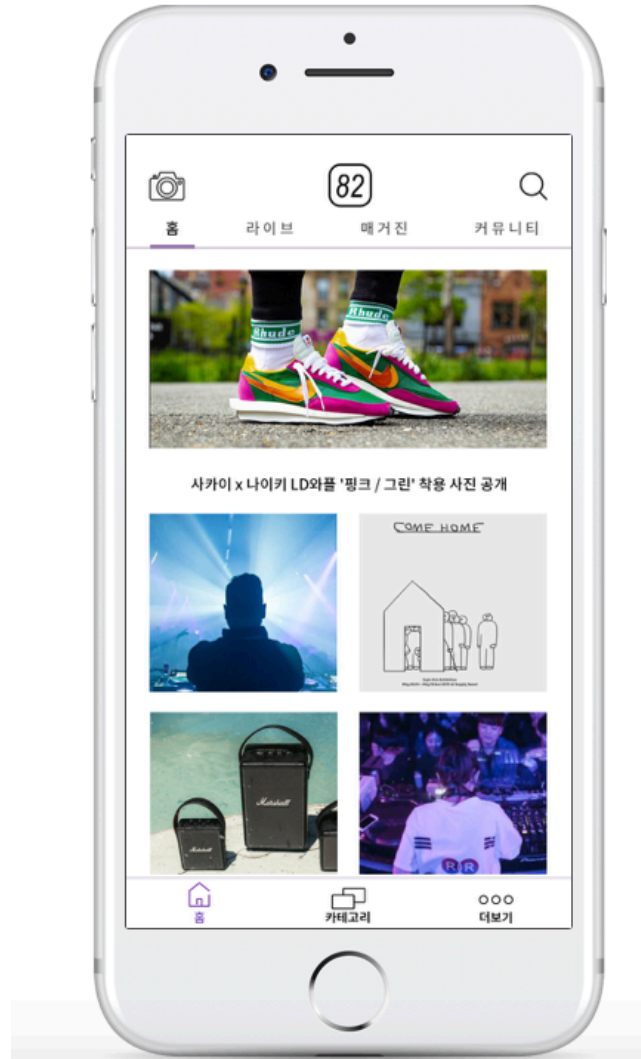 82
홈 라이브 매거진 커뮤니티
Rhude Rhude
사카이 x 나이키 LD와플 '핑크 / 그린' 착용 사진 공개
COME HOME
Marshall
Marshall
R R
홈 카테고리 더보기